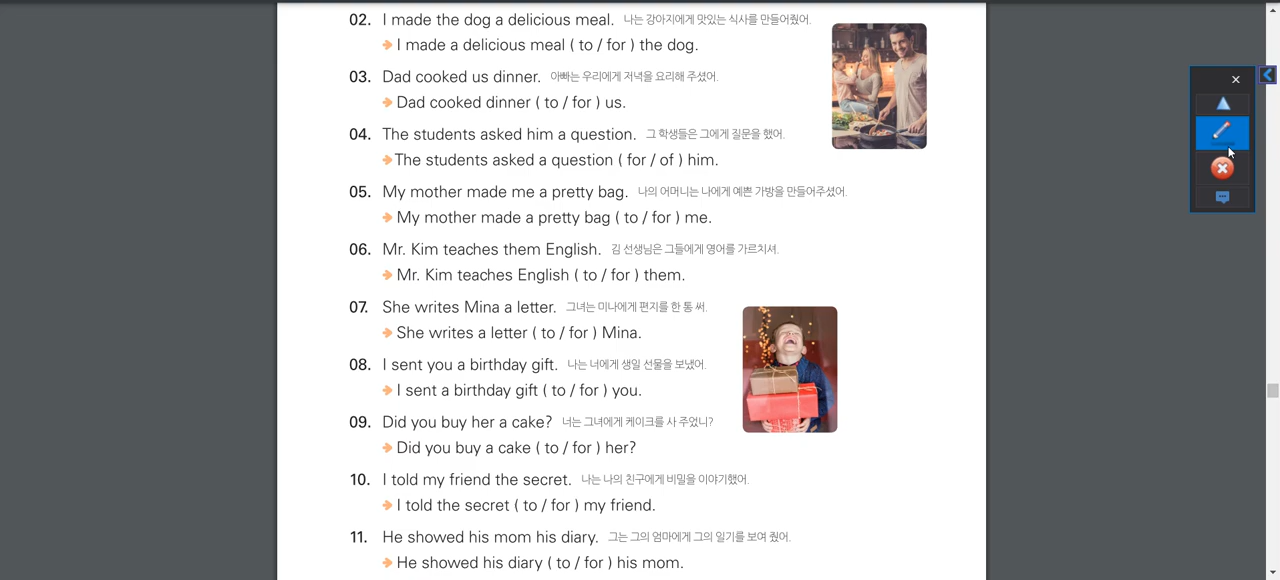 02. I made the dog a delicious meal. 나는 강아지에게 맛있는 식사를 만들어줬어.
➔ I made a delicious meal ( to / for ) the dog.
03. Dad cooked us dinner. 아빠는 우리에게 저녁을 요리해 주셨어.
➔ Dad cooked dinner ( to / for ) us.
04. The students asked him a question. 그 학생들은 그에게 질문을 했어.
➔ The students asked a question ( for / of ) him.
05. My mother made me a pretty bag. 나의 어머니는 나에게 예쁜 가방을 만들어주셨어.
➔ My mother made a pretty bag ( to / for ) me.
06. Mr. Kim teaches them English. 김 선생님은 그들에게 영어를 가르치셔.
➔ Mr. Kim teaches English ( to / for ) them.
07. She writes Mina a letter. 그녀는 미나에게 편지를 한 통 써.
➔ She writes a letter ( to / for ) Mina.
08. I sent you a birthday gift. 나는 너에게 생일 선물을 보냈어.
➔ I sent a birthday gift ( to / for ) you.
09. Did you buy her a cake? 너는 그녀에게 케이크를 사 주었니?
➔ Did you buy a cake ( to / for ) her?
10. I told my friend the secret. 나는 나의 친구에게 비밀을 이야기했어.
➔ I told the secret ( to / for ) my friend.
11. He showed his mom his diary. 그는 그의 엄마에게 그의 일기를 보여 줬어.
➔ He showed his diary ( to / for ) his mom.